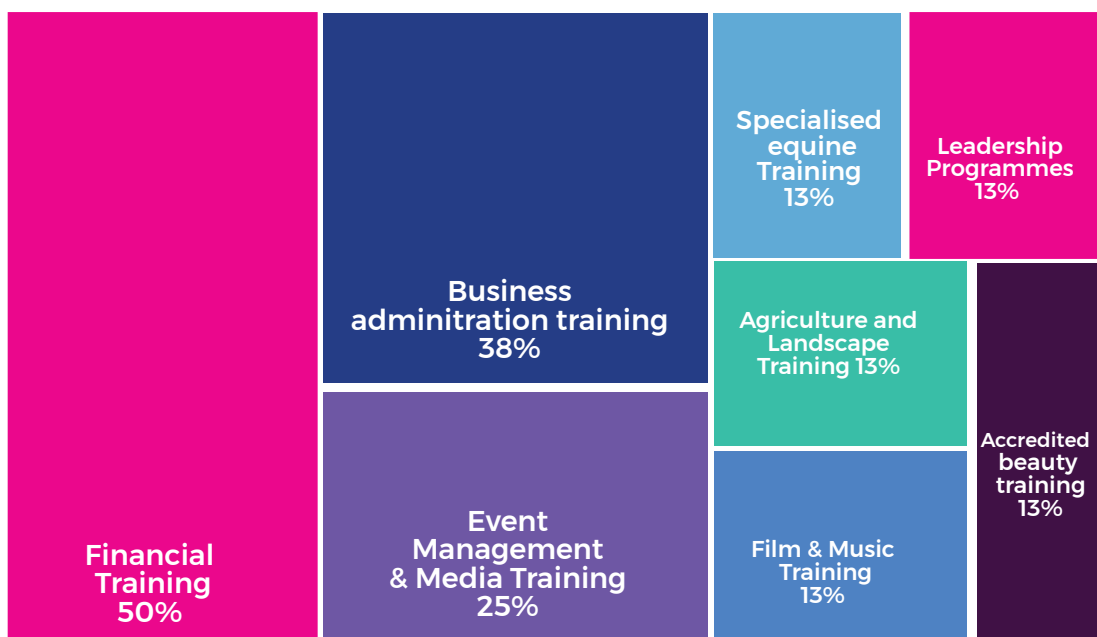 Financial
Training
50%
Business
adminitration training
38%
Event
Management
& Media Training
25%
Specialised
equine
Training
13%
Leadership
Programmes
13%
Agriculture and
Landscape
Training 13%
Film & Music
Training
13%
Accredited
beauty
training
13%